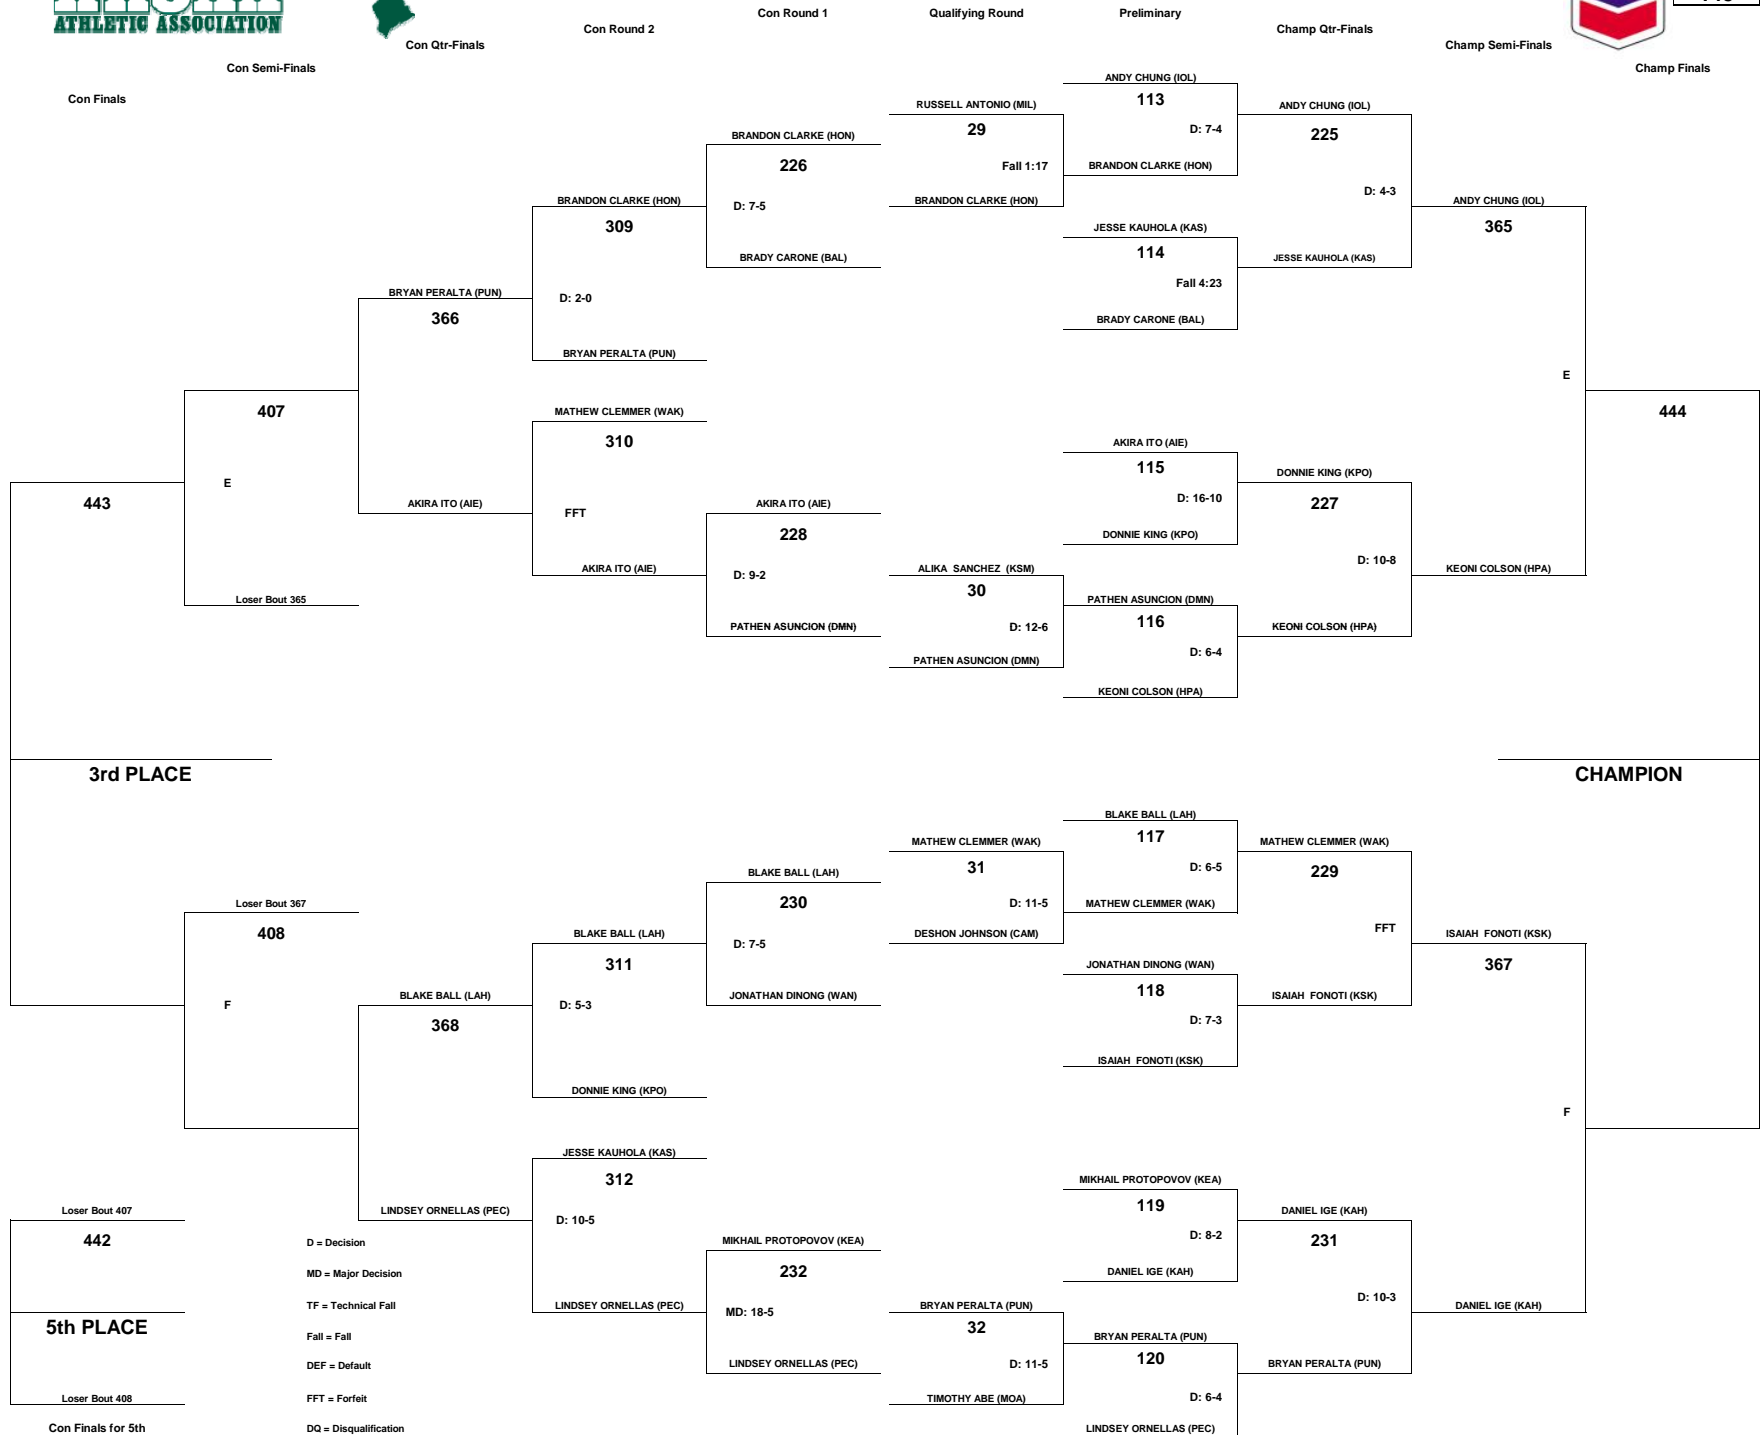 ATHLETIC ASSOCIATION
Con Finals
Con Semi-Finals
Con Qtr-Finals
Con Round 2
Con Round 1
Qualifying Round
Preliminary
Champ Qtr-Finals
Champ Semi-Finals
Champ Finals
ANDY CHUNG (IOL)
113
D: 7-4
BRANDON CLARKE (HON)
RUSSELL ANTONIO (MIL)
29
Fall 1:17
BRANDON CLARKE (HON)
ANDY CHUNG (IOL)
225
D: 4-3
JESSE KAUHOLA (KAS)
BRANDON CLARKE (HON)
226
D: 7-5
BRADY CARONE (BAL)
BRANDON CLARKE (HON)
309
D: 2-0
BRYAN PERALTA (PUN)
JESSE KAUHOLA (KAS)
114
Fall 4:23
BRADY CARONE (BAL)
ANDY CHUNG (IOL)
365
E
KEONI COLSON (HPA)
BRYAN PERALTA (PUN)
366
AKIRA ITO (AIE)
407
E
Loser Bout 365
MATHEW CLEMMER (WAK)
310
FFT
AKIRA ITO (AIE)
444
443
AKIRA ITO (AIE)
115
D: 16-10
DONNIE KING (KPO)
DONNIE KING (KPO)
227
D: 10-8
KEONI COLSON (HPA)
AKIRA ITO (AIE)
228
D: 9-2
PATHEN ASUNCION (DMN)
ALIKA SANCHEZ (KSM)
30
D: 12-6
PATHEN ASUNCION (DMN)
PATHEN ASUNCION (DMN)
116
D: 6-4
KEONI COLSON (HPA)
3rd PLACE
CHAMPION
BLAKE BALL (LAH)
117
D: 6-5
MATHEW CLEMMER (WAK)
MATHEW CLEMMER (WAK)
31
D: 11-5
DESHON JOHNSON (CAM)
MATHEW CLEMMER (WAK)
229
FFT
ISAIAH FONOTI (KSK)
BLAKE BALL (LAH)
230
D: 7-5
JONATHAN DINONG (WAN)
Loser Bout 367
408
F
BLAKE BALL (LAH)
311
D: 5-3
DONNIE KING (KPO)
ISAIAH FONOTI (KSK)
367
F
DANIEL IGE (KAH)
JONATHAN DINONG (WAN)
118
D: 7-3
ISAIAH FONOTI (KSK)
BLAKE BALL (LAH)
368
LINDSEY ORNELLAS (PEC)
JESSE KAUHOLA (KAS)
312
D: 10-5
LINDSEY ORNELLAS (PEC)
MIKHAIL PROTOPOVOV (KEA)
119
D: 8-2
DANIEL IGE (KAH)
DANIEL IGE (KAH)
231
D: 10-3
BRYAN PERALTA (PUN)
MIKHAIL PROTOPOVOV (KEA)
232
MD: 18-5
LINDSEY ORNELLAS (PEC)
BRYAN PERALTA (PUN)
32
D: 11-5
TIMOTHY ABE (MOA)
BRYAN PERALTA (PUN)
120
D: 6-4
LINDSEY ORNELLAS (PEC)
Loser Bout 407
442
5th PLACE
Loser Bout 408
Con Finals for 5th
D = Decision
MD = Major Decision
TF = Technical Fall
Fall = Fall
DEF = Default
FFT = Forfeit
DQ = Disqualification